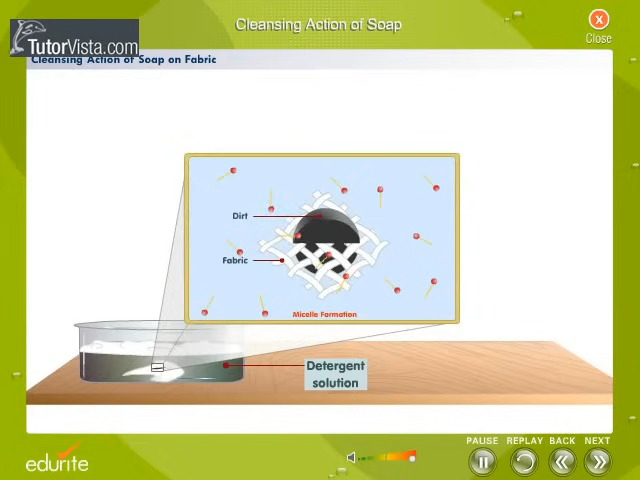 Cleansing Action of Soap
X
Close
TutorVista.com
Cleansing Action of Soap on Fabric
Dirt
Fabric
Micelle Formation
Detergent
solution
PAUSE REPLAY BACK NEXT
edurite